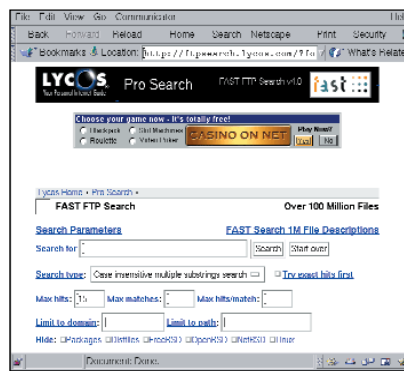 File Edit View Go Communicator Hel
Back Forward Reload Home Search Netscape Print Security
Bookmarks Location: http://ftpsearch.lycos.com/?fo What's Relate
LYCOS Pro Search FAST FTP Search v4.0 fast
Your Personal Internet Guide
Choose your game now - It's totally free!
Blackjack Slot Machines CASINO ON NET Play Now?
Roulette Video Poker Yes No
Lycos Home • Pro Search •
FAST FTP Search Over 100 Million Files
Search Parameters FAST Search 1M File Descriptions
Search for Search Start over
Search type: Case insensitive multiple substrings search Try exact hits first
Max hits: 15 Max matches: Max hits/match:
Limit to domain: Limit to path:
Hide: Packages Distfiles FreeBSD OpenBSD NetBSD Linux
Document: Done.